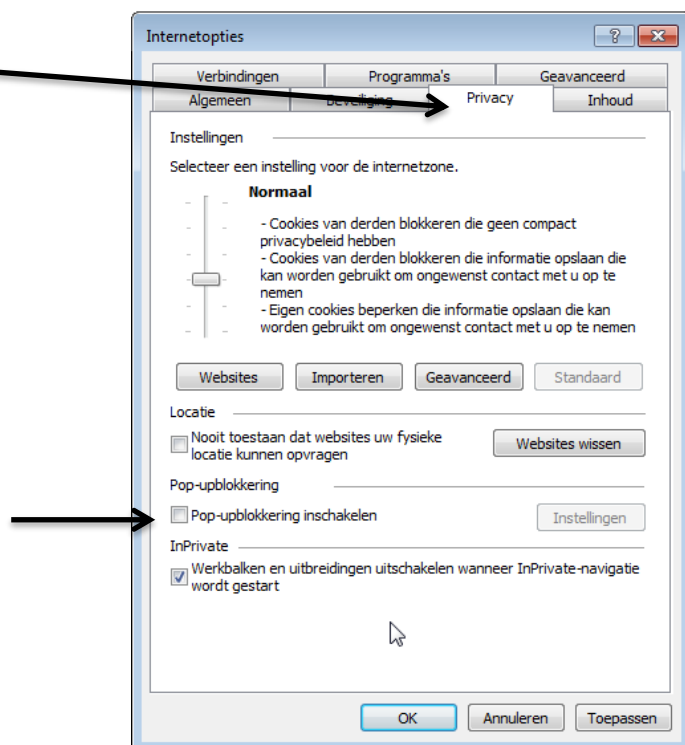 Internetopties
Verbindingen Programma's Geavanceerd
Algemeen Beveiliging Privacy Inhoud
Instellingen
Selecteer een instelling voor de internetzone.
Normaal
- Cookies van derden blokkeren die geen compact
privacybeleid hebben
- Cookies van derden blokkeren die informatie opslaan die
kan worden gebruikt om ongewenst contact met u op te
nemen
- Eigen cookies beperken die informatie opslaan die kan
worden gebruikt om ongewenst contact met u op te nemen
Websites Importeren Geavanceerd Standaard
Locatie
Nooit toestaan dat websites uw fysieke
locatie kunnen opvragen
Websites wissen
Pop-upblokkering
Pop-upblokkering inschakelen Instellingen
InPrivate
Werkbalken en uitbreidingen uitschakelen wanneer InPrivate-navigatie
wordt gestart
OK Annuleren Toepassen